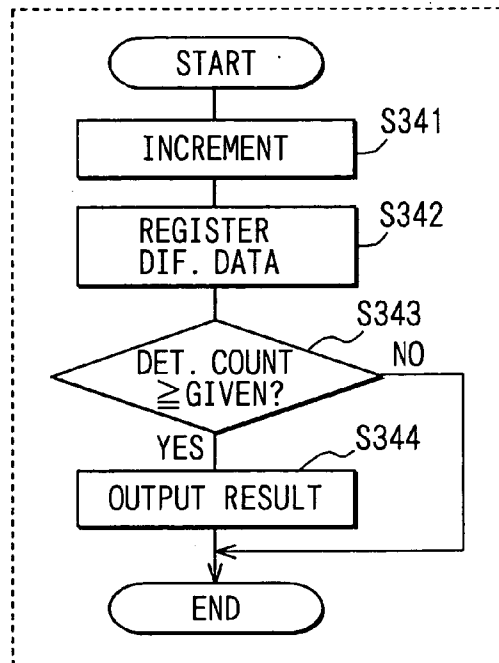 START
S341
INCREMENT
S342
REGISTER
DIF. DATA
S343
DET. COUNT
≧ GIVEN?
NO
YES
S344
OUTPUT RESULT
END